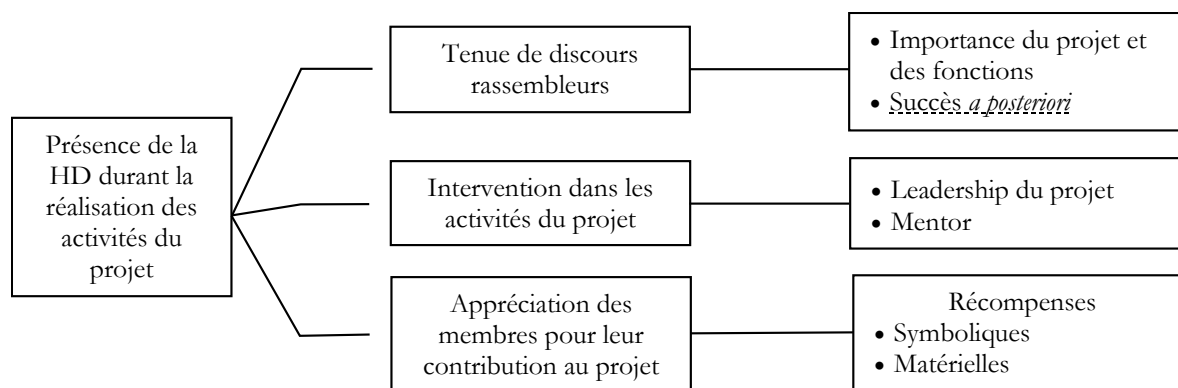 Présence de la
HD durant la
réalisation des
activités du
projet
Tenue de discours
rassembleurs
• Importance du projet et
des fonctions
• Succès a posteriori
Intervention dans les
activités du projet
• Leadership du projet
• Mentor
Appréciation des
membres pour leur
contribution au projet
Récompenses
• Symboliques
• Matérielles